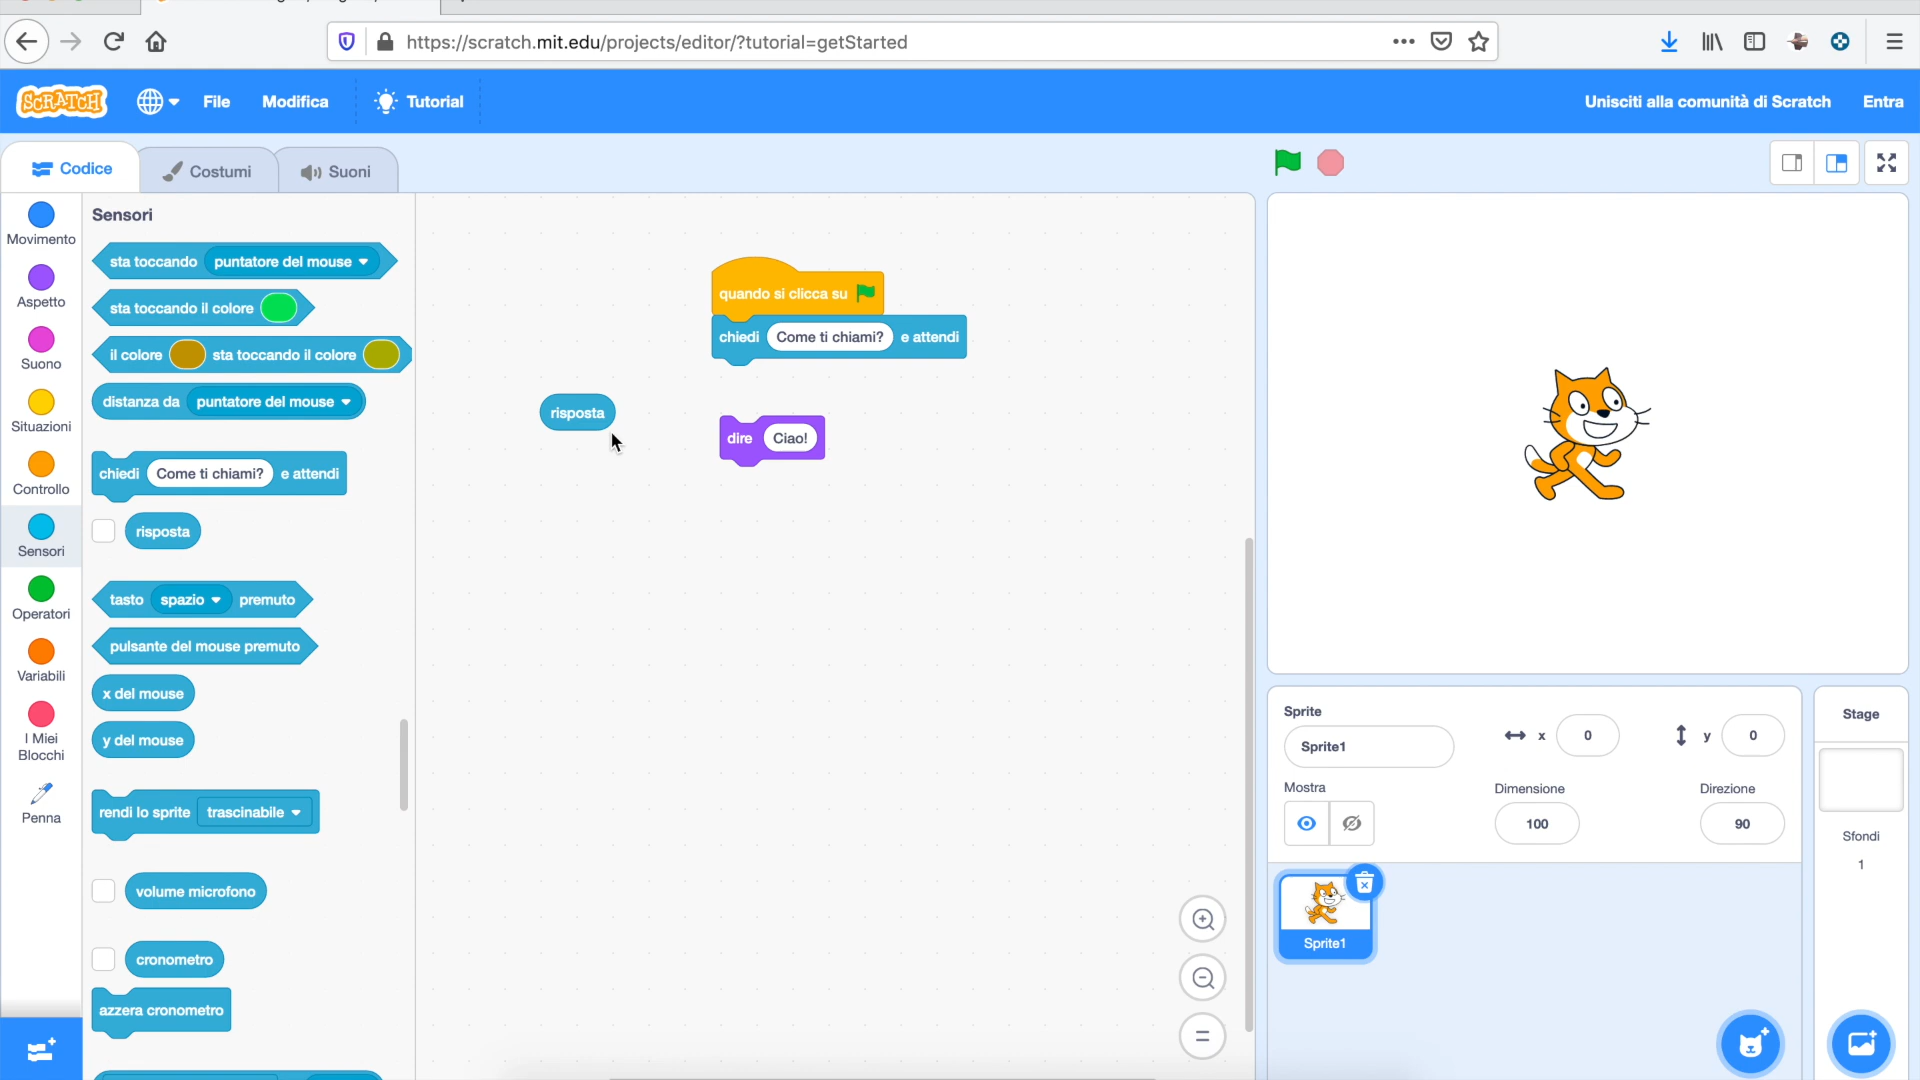 https://scratch.mit.edu/projects/editor/?tutorial=getStarted
SCRATCH
File
Modifica
Tutorial
Unisciti alla comunità di Scratch
Entra
Codice
Costumi
Suoni
Movimento
Aspetto
Suono
Situazioni
Controllo
Sensori
Operatori
Variabili
I Miei
Blocchi
Penna
Sensori
sta toccando puntatore del mouse
sta toccando il colore
il colore sta toccando il colore
distanza da puntatore del mouse
chiedi Come ti chiami? e attendi
risposta
tasto spazio premuto
pulsante del mouse premuto
x del mouse
y del mouse
rendi lo sprite trascinabile
volume microfono
cronometro
azzera cronometro
quando si clicca su
chiedi Come ti chiami? e attendi
risposta
dire Ciao!
Sprite
Sprite1
x 0
y 0
Mostra
Dimensione
100
Direzione
90
Sprite1
Stage
Sfondi
1